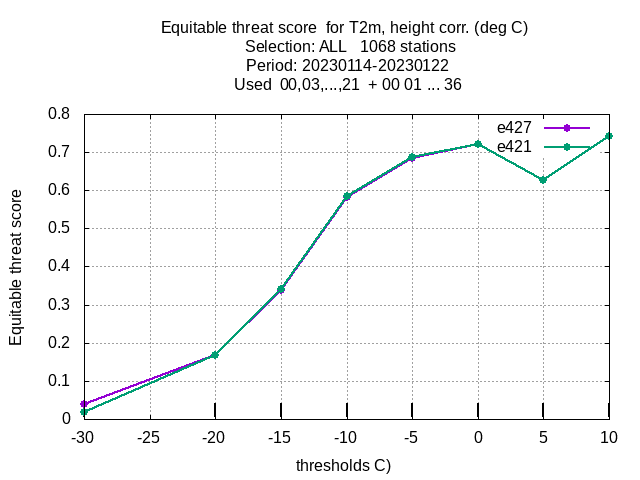 Equitable threat score  for T2m, height corr. (deg C)
Selection: ALL   1068 stations
Period: 20230114-20230122
Used  00,03,...,21  + 00 01 ... 36
e427
e421
0.8
0.7
0.6
0.5
0.4
0.3
0.2
0.1
0
Equitable threat score
-30 -25 -20 -15 -10 -5 0 5 10
thresholds C)